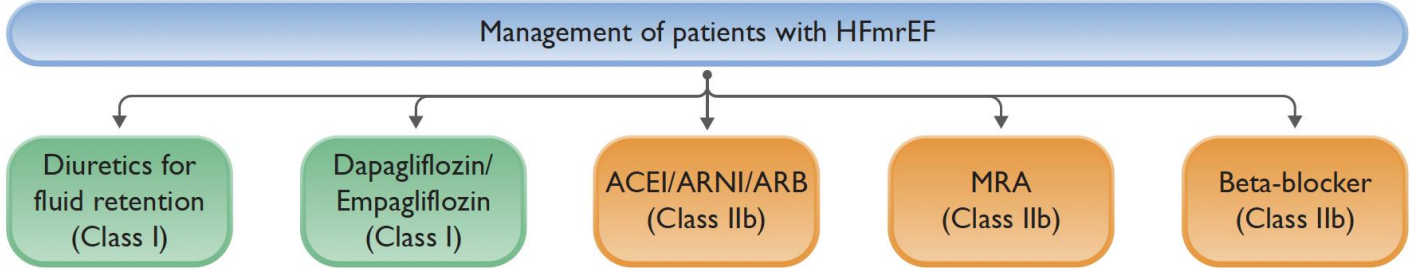 Management of patients with HFmrEF
Diuretics for
fluid retention
(Class I)
Dapagliflozin/
Empagliflozin
(Class I)
ACEI/ARNI/ARB
(Class IIb)
MRA
(Class IIb)
Beta-blocker
(Class IIb)